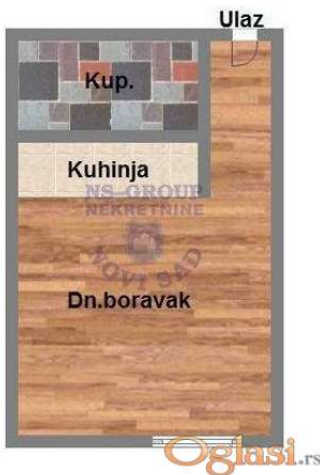 Ulaz
Kup.
Kuhinja
NS-GROUP
NEKRETNINE
NOVI SAD
Dn.boravak
Oglasi.rs